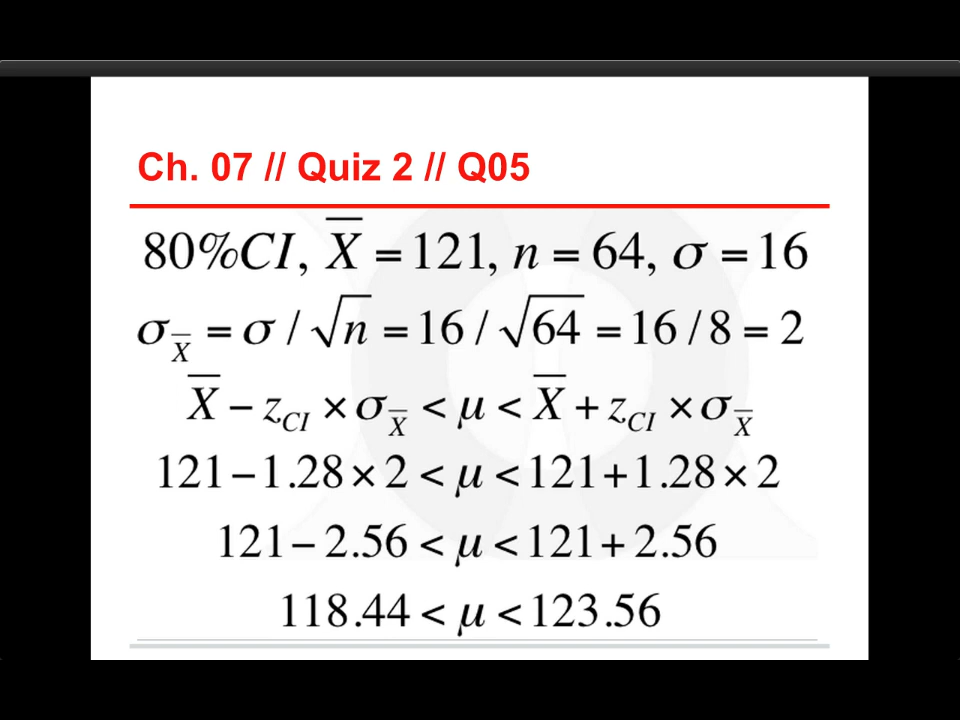 Ch. 07 // Quiz 2 // Q05
80%CI, X̅ = 121, n = 64, σ = 16
σ_X̅ = σ / √n = 16 / √64 = 16 / 8 = 2
X̅ − z_CI × σ_X̅ < μ < X̅ + z_CI × σ_X̅
121 − 1.28 × 2 < μ < 121 + 1.28 × 2
121 − 2.56 < μ < 121 + 2.56
118.44 < μ < 123.56